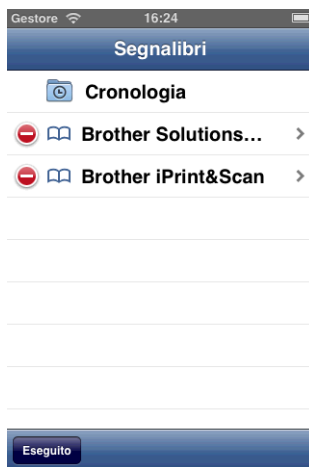 Gestore 16:24
Segnalibri
Cronologia
Brother Solutions...
Brother iPrint&Scan
Eseguito